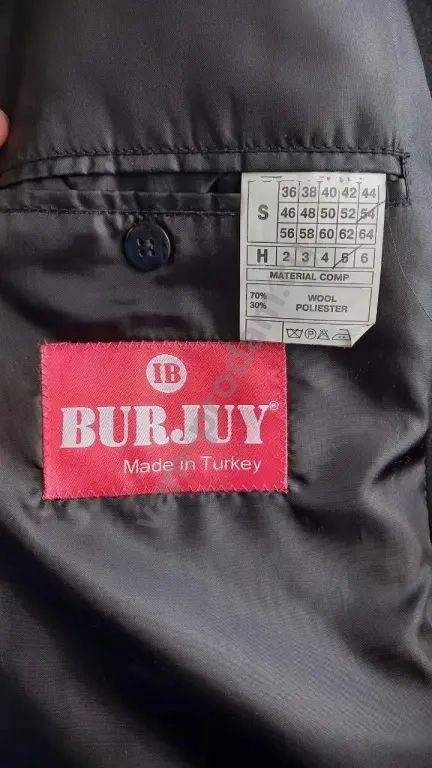 S 36 38 40 42 44
46 48 50 52 54
56 58 60 62 64
H 2 3 4 5 6
MATERIAL COMP
70% WOOL
30% POLIESTER
IB
BURJUY®
Made in Turkey